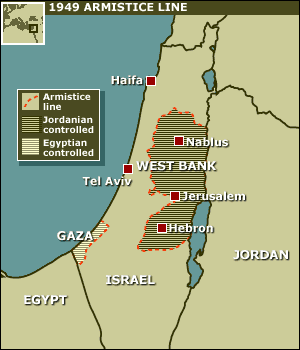 1949 ARMISTICE LINE
Haifa
Armistice
line
Jordanian
controlled
Egyptian
controlled
Nablus
WEST BANK
Tel Aviv
Jerusalem
Hebron
GAZA
JORDAN
ISRAEL
EGYPT